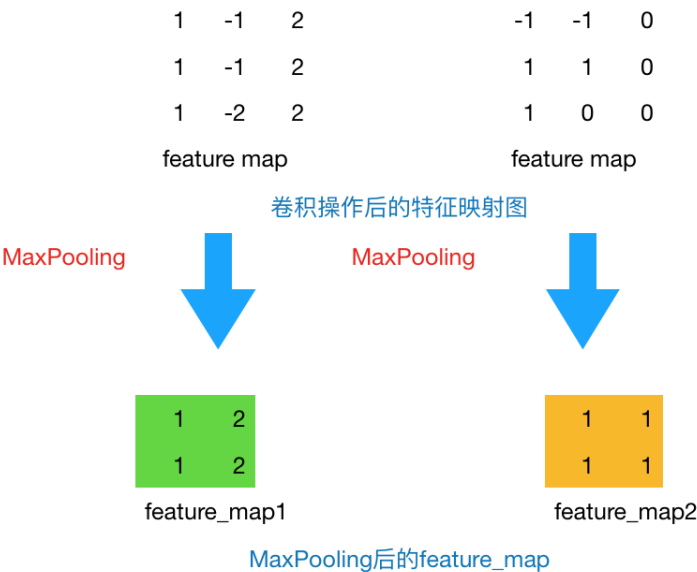 1 -1 2 -1 -1 0
1 -1 2 1 1 0
1 -2 2 1 0 0
feature map feature map
卷积操作后的特征映射图
MaxPooling MaxPooling
1 2 1 1
1 2 1 1
feature_map1 feature_map2
MaxPooling后的feature_map